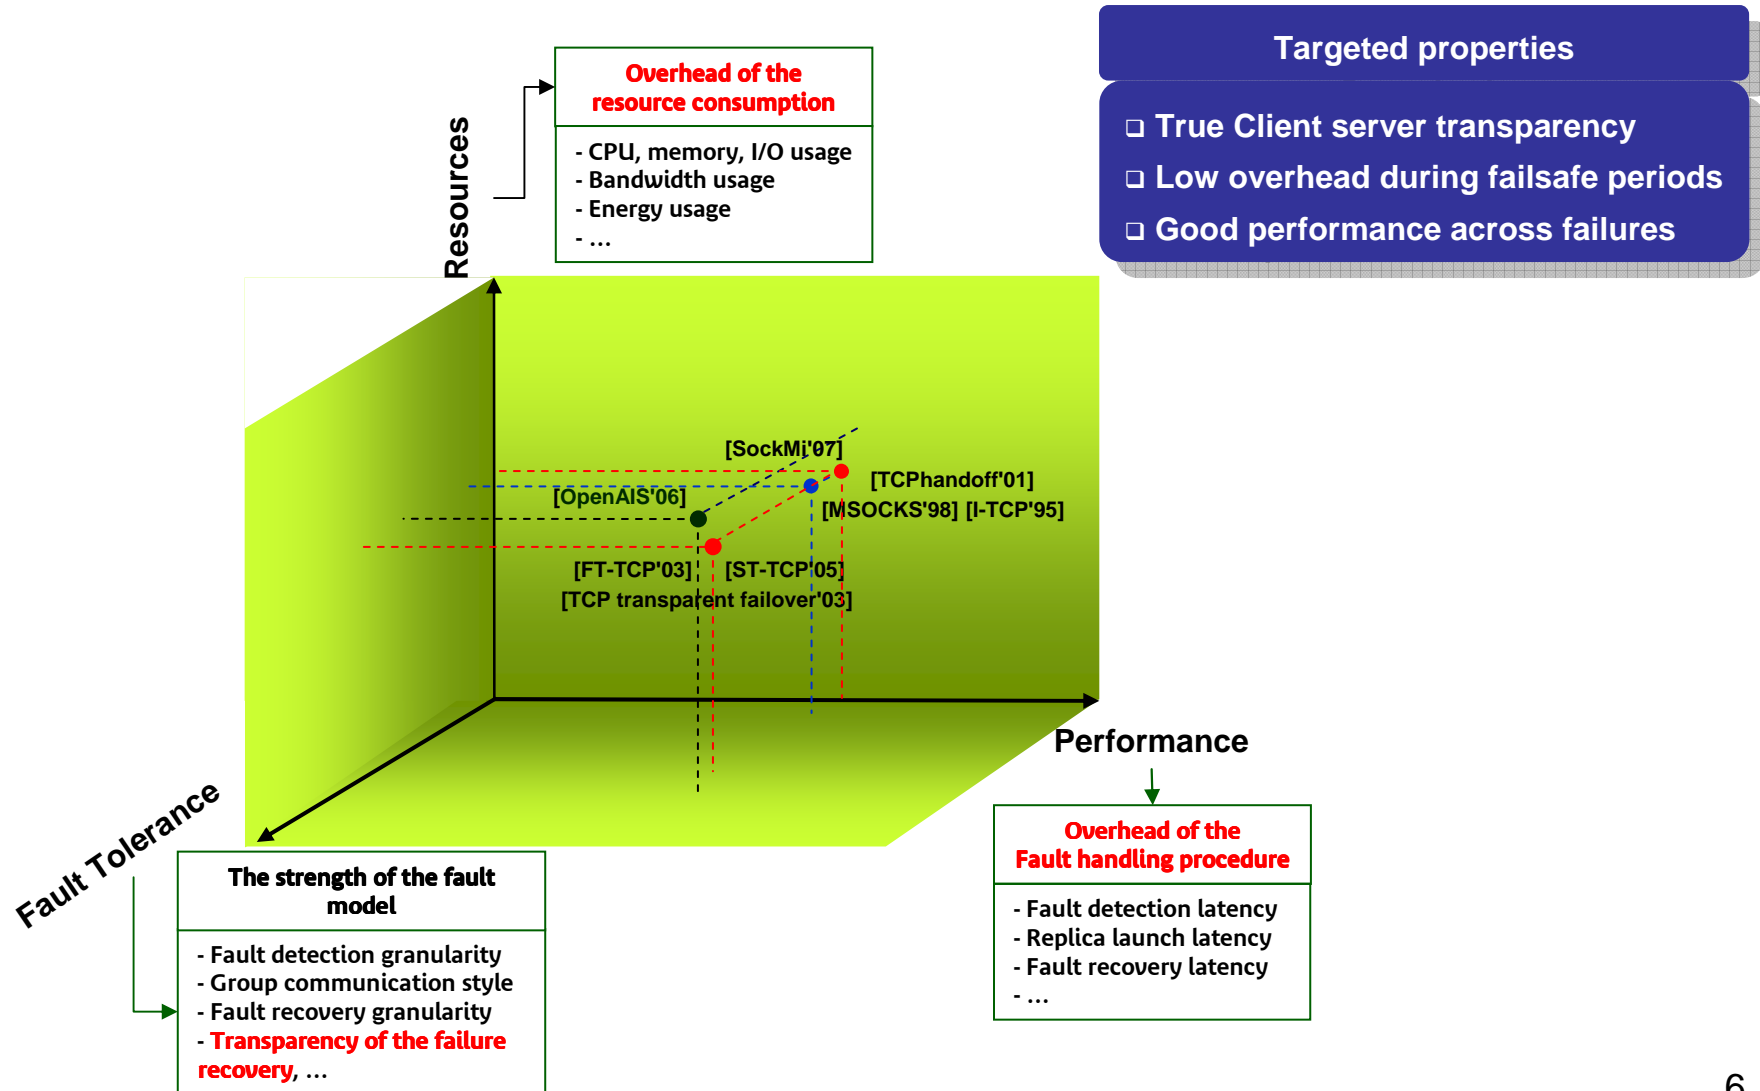 Targeted properties
❑ True Client server transparency
❑ Low overhead during failsafe periods
❑ Good performance across failures
Overhead of the
resource consumption
- CPU, memory, I/O usage
- Bandwidth usage
- Energy usage
- ...
Resources
[SockMi'07]
[TCPhandoff'01]
[OpenAIS'06]
[MSOCKS'98] [I-TCP'95]
[FT-TCP'03]
[ST-TCP'05]
[TCP transparent failover'03]
Performance
Overhead of the
Fault handling procedure
- Fault detection latency
- Replica launch latency
- Fault recovery latency
- ...
Fault Tolerance
The strength of the fault
model
- Fault detection granularity
- Group communication style
- Fault recovery granularity
- Transparency of the failure
recovery, ...
6